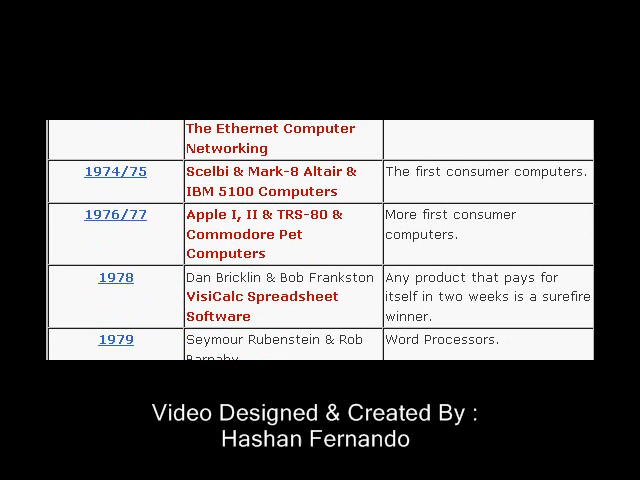 The Ethernet Computer
Networking
1974/75
Scelbi & Mark-8 Altair &
IBM 5100 Computers
The first consumer computers.
1976/77
Apple I, II & TRS-80 &
Commodore Pet
Computers
More first consumer
computers.
1978
Dan Bricklin & Bob Frankston
VisiCalc Spreadsheet
Software
Any product that pays for
itself in two weeks is a surefire
winner.
1979
Seymour Rubenstein & Rob
Barnaby
Word Processors.
Video Designed & Created By :
Hashan Fernando